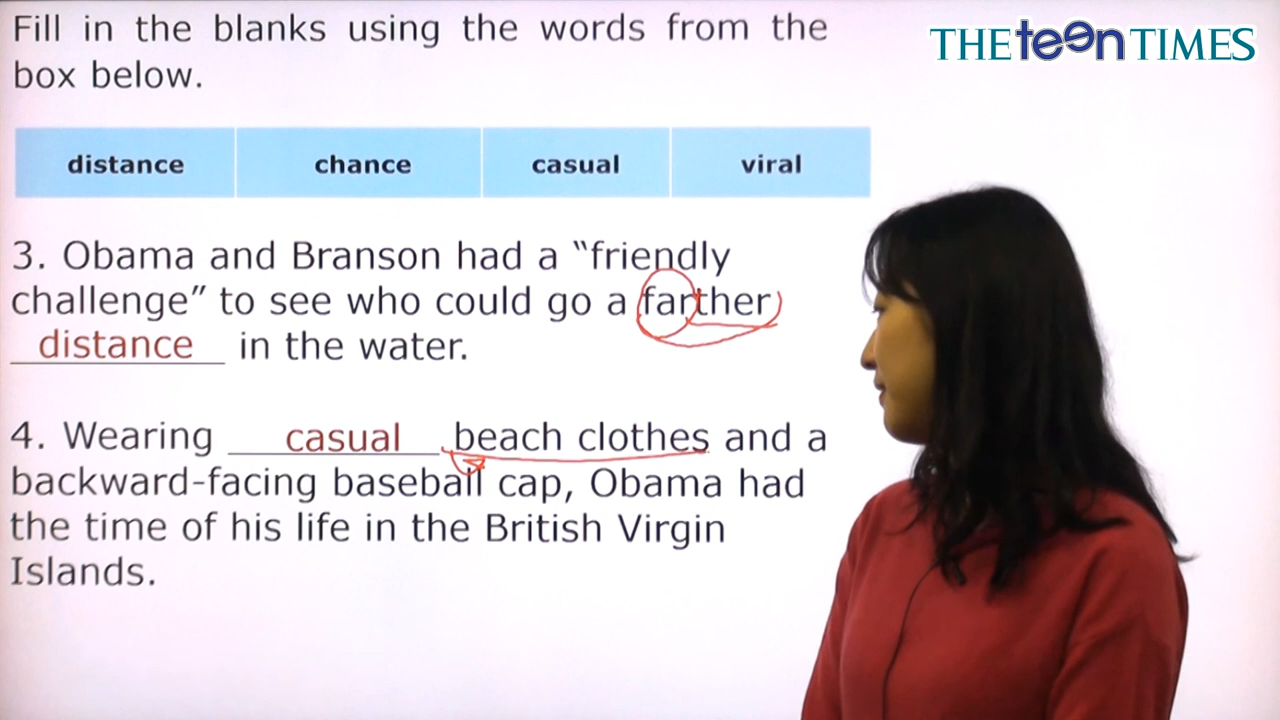 Fill in the blanks using the words from the
box below.
THE teen TIMES
distance chance casual viral
3. Obama and Branson had a “friendly
challenge” to see who could go a farther
distance in the water.
4. Wearing casual beach clothes and a
backward-facing baseball cap, Obama had
the time of his life in the British Virgin
Islands.